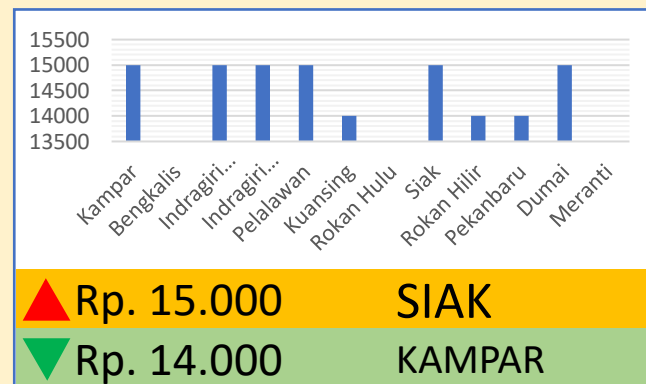 15500
15000
14500
14000
13500
Kampar
Bengkalis
Indragiri...
Indragiri...
Pelalawan
Kuansing
Rokan Hulu
Siak
Rokan Hilir
Pekanbaru
Dumai
Meranti
Rp. 15.000 SIAK
Rp. 14.000 KAMPAR